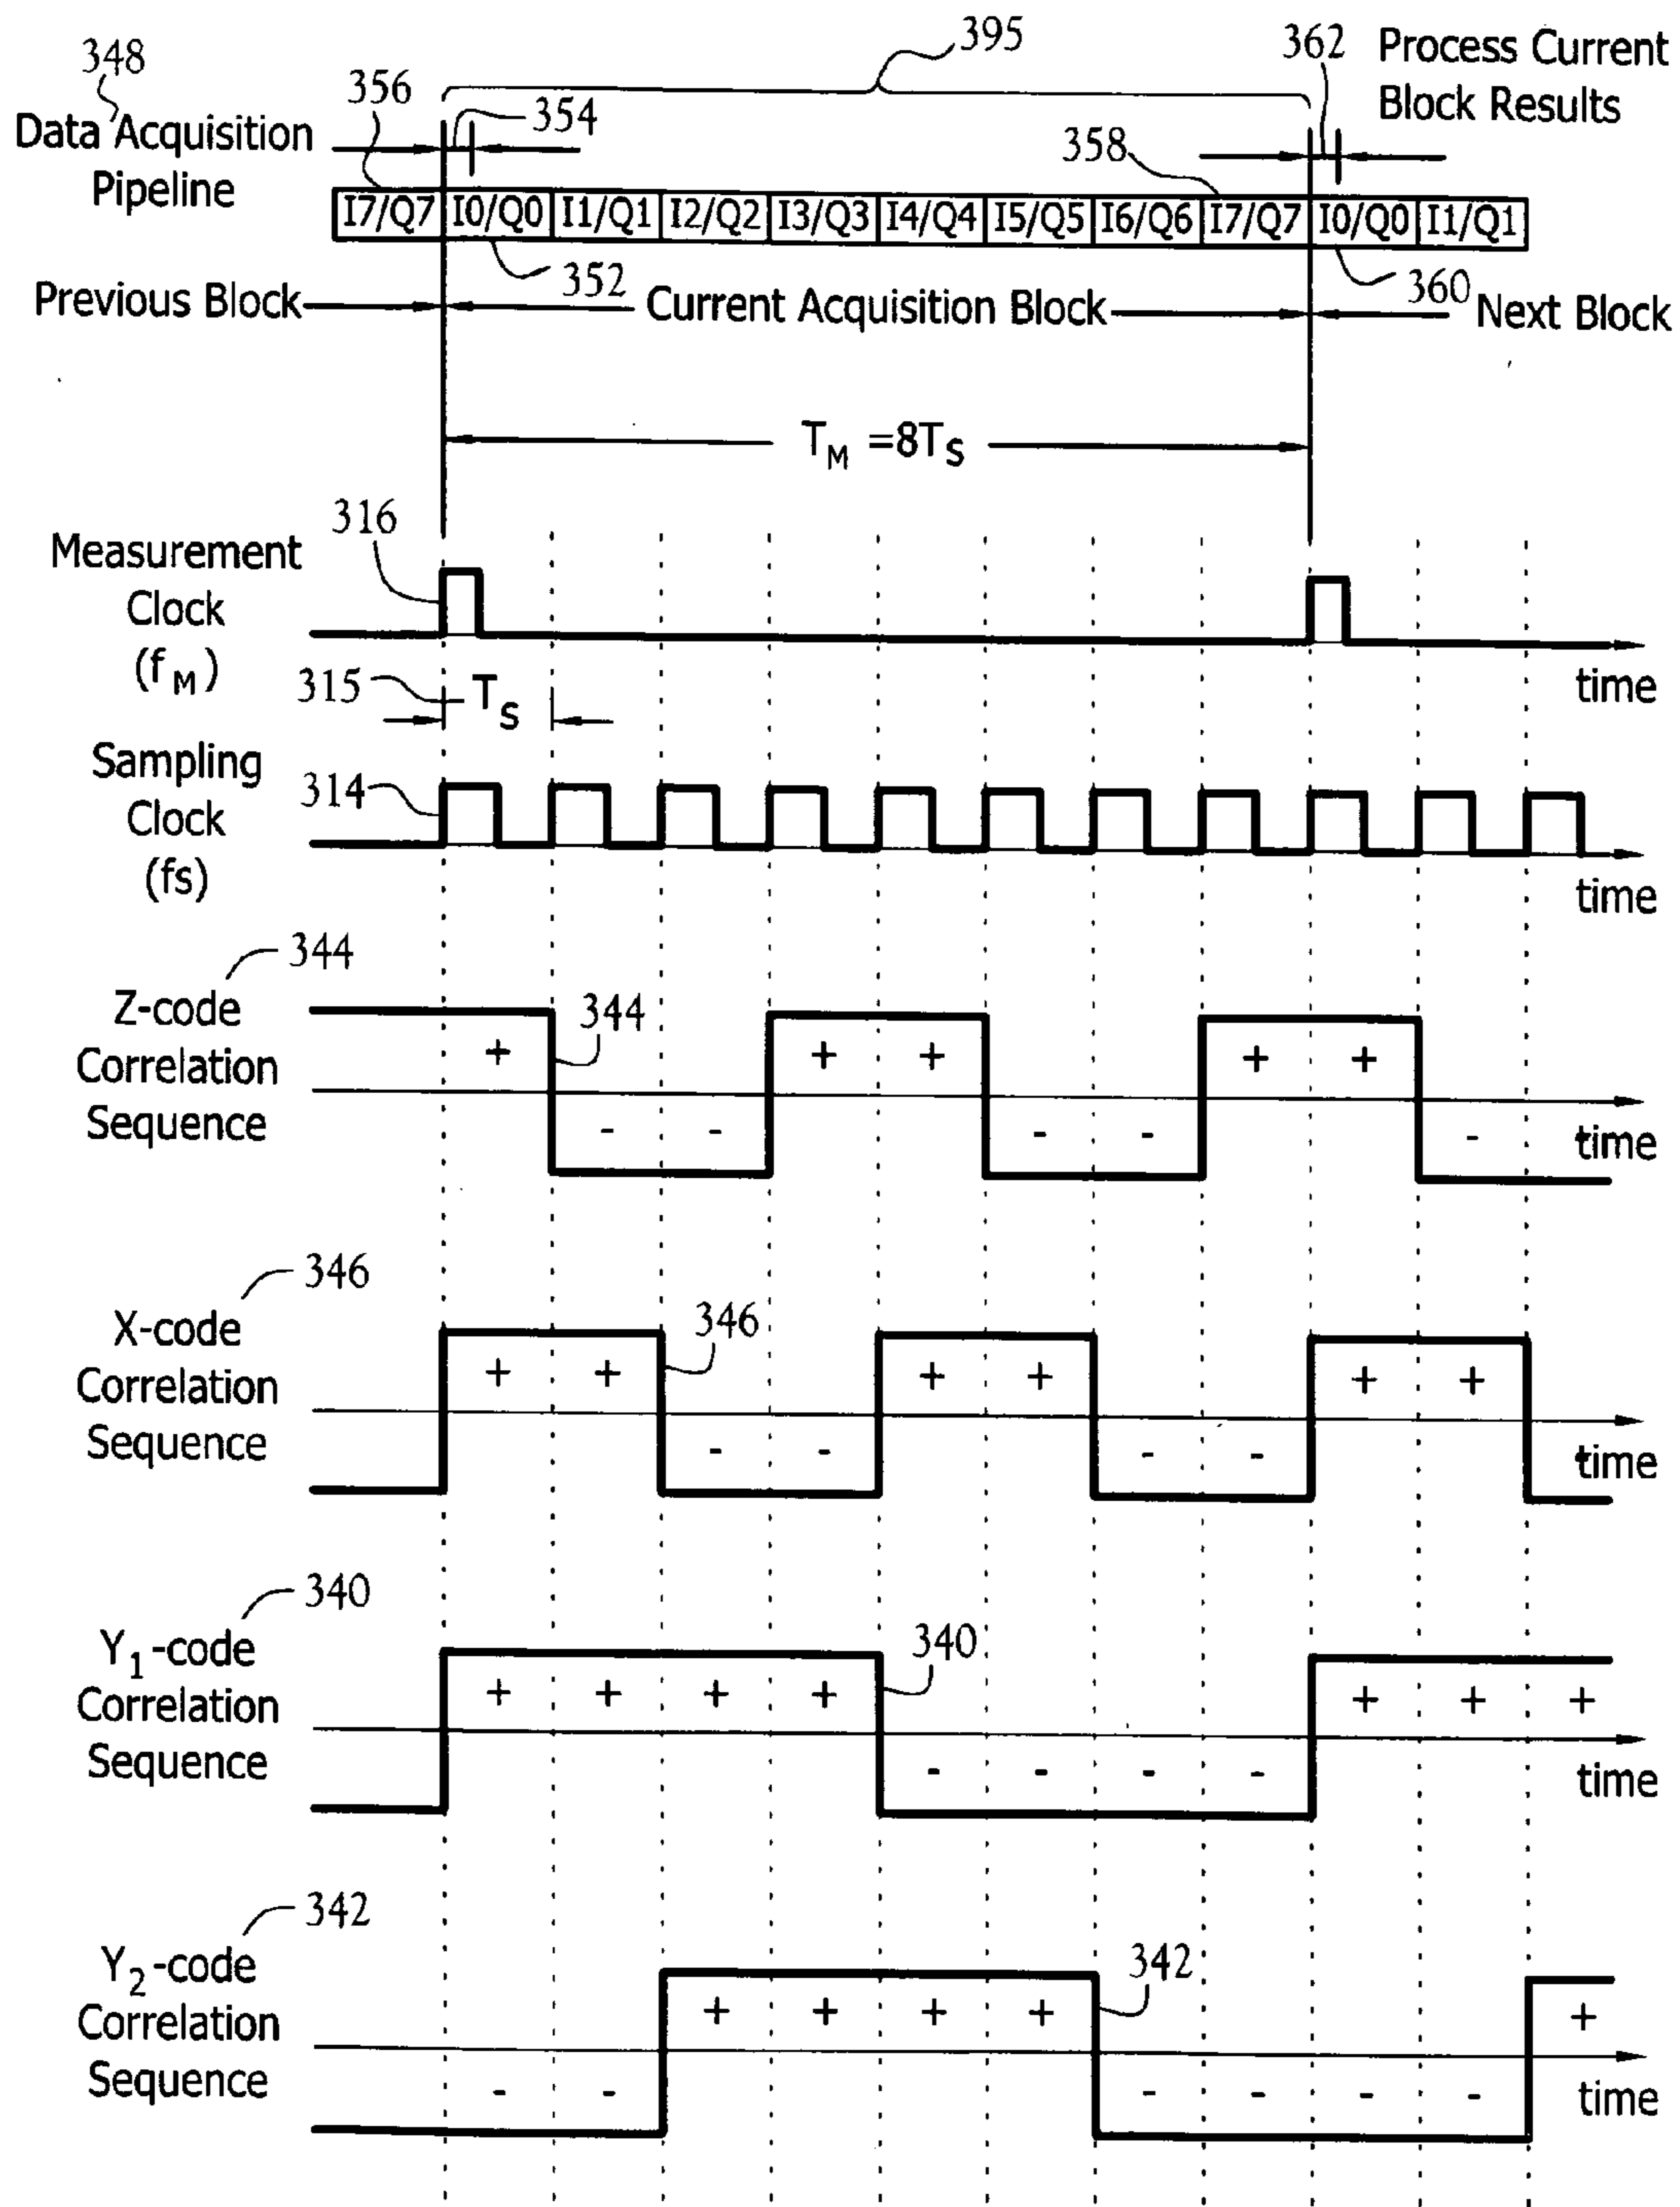 395
362 Process Current
Block Results
348
356
354
Data Acquisition
Pipeline
358
I7/Q7 I0/Q0 I1/Q1 I2/Q2 I3/Q3 I4/Q4 I5/Q5 I6/Q6 I7/Q7 I0/Q0 I1/Q1
352
360
Previous Block Current Acquisition Block Next Block
T_M =8T_S
316
Measurement
Clock
(f_M)
time
315 T_S
Sampling
Clock
(fs)
314
time
344
Z-code
Correlation
Sequence
344
+ + + + +
- - - - -
time
346
X-code
Correlation
Sequence
346
+ + + + + +
- - - -
time
340
Y1-code
Correlation
Sequence
340
+ + + + + + +
- - - -
time
342
Y2-code
Correlation
Sequence
342
+ + + + +
- - - - - -
time